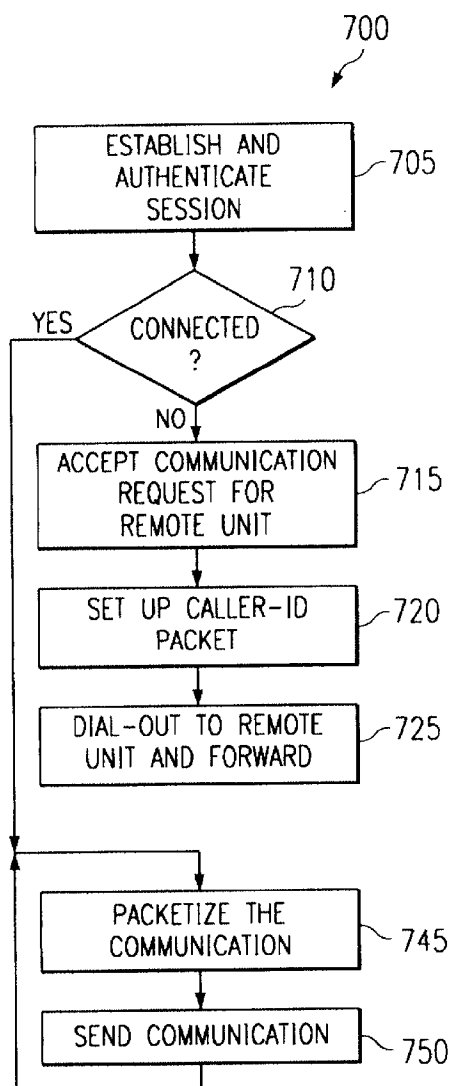 700
ESTABLISH AND
AUTHENTICATE
SESSION
705
710
YES
CONNECTED
?
NO
ACCEPT COMMUNICATION
REQUEST FOR
REMOTE UNIT
715
SET UP CALLER-ID
PACKET
720
DIAL-OUT TO REMOTE
UNIT AND FORWARD
725
PACKETIZE THE
COMMUNICATION
745
SEND COMMUNICATION
750